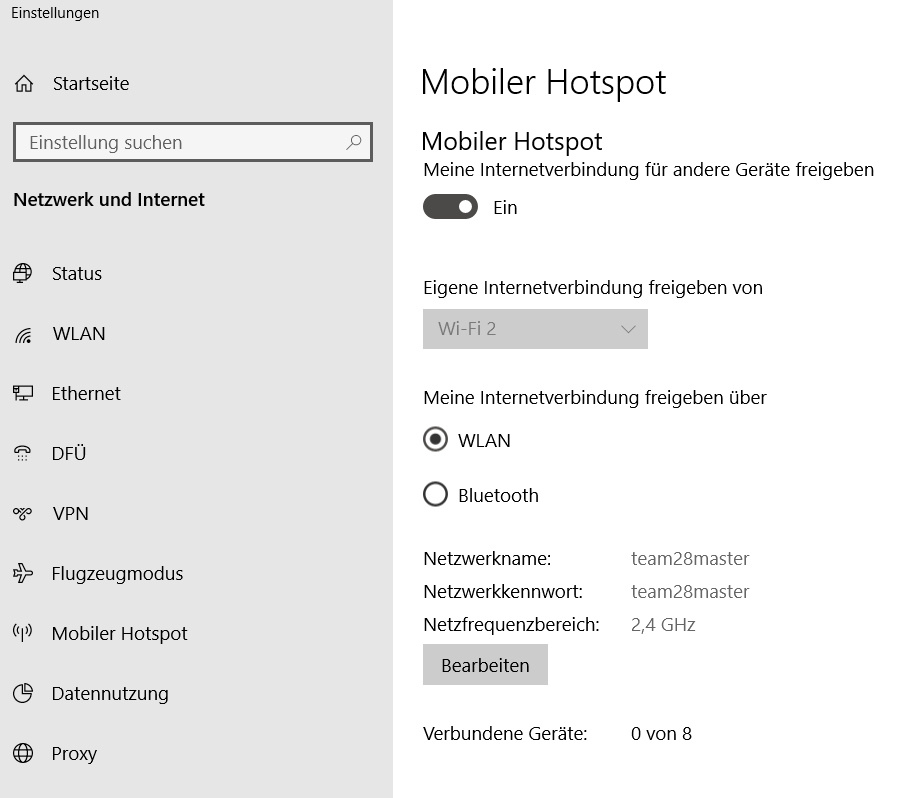 Einstellungen
Startseite
Einstellung suchen
Netzwerk und Internet
Status
WLAN
Ethernet
DFÜ
VPN
Flugzeugmodus
Mobiler Hotspot
Datennutzung
Proxy
Mobiler Hotspot
Mobiler Hotspot
Meine Internetverbindung für andere Geräte freigeben
Ein
Eigene Internetverbindung freigeben von
Wi-Fi 2
Meine Internetverbindung freigeben über
WLAN
Bluetooth
Netzwerkname: team28master
Netzwerkkennwort: team28master
Netzfrequenzbereich: 2,4 GHz
Bearbeiten
Verbundene Geräte: 0 von 8